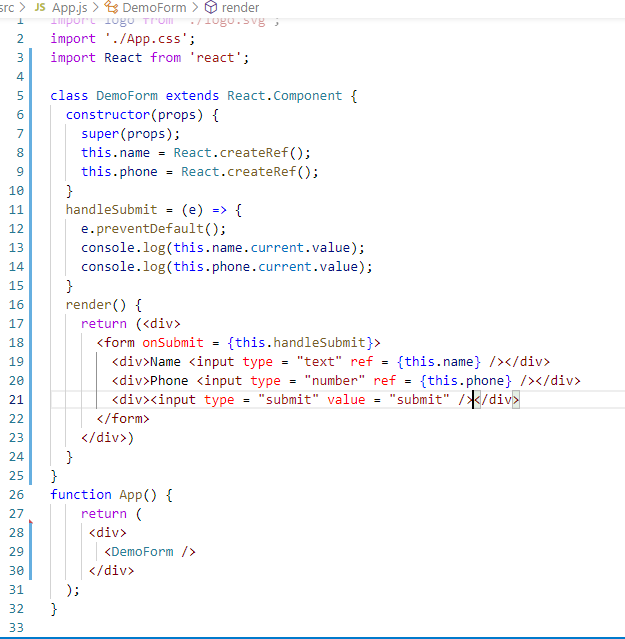 src > JS App.js > DemoForm > render
1 import logo from './logo.svg';
2 import './App.css';
3 import React from 'react';
4
5 class DemoForm extends React.Component {
6 constructor(props) {
7 super(props);
8 this.name = React.createRef();
9 this.phone = React.createRef();
10 }
11 handleSubmit = (e) => {
12 e.preventDefault();
13 console.log(this.name.current.value);
14 console.log(this.phone.current.value);
15 }
16 render() {
17 return (<div>
18 <form onSubmit = {this.handleSubmit}>
19 <div>Name <input type = "text" ref = {this.name} /></div>
20 <div>Phone <input type = "number" ref = {this.phone} /></div>
21 <div><input type = "submit" value = "submit" /></div>
22 </form>
23 </div>)
24 }
25 }
26 function App() {
27 return (
28 <div>
29 <DemoForm />
30 </div>
31 );
32 }
33